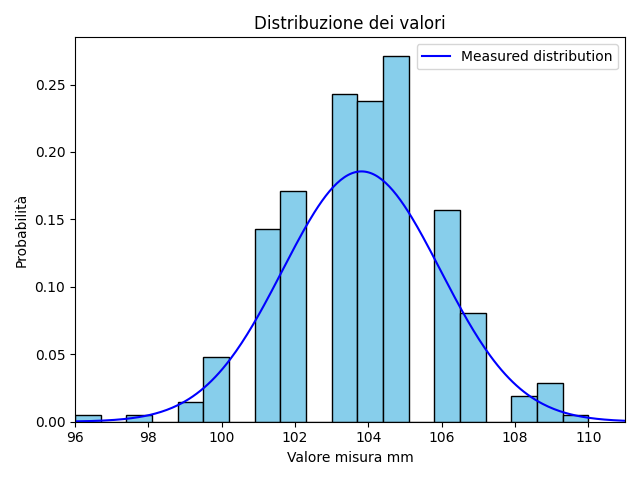 Distribuzione dei valori
Measured distribution
Probabilità
0.25
0.20
0.15
0.10
0.05
0.00
96 98 100 102 104 106 108 110
Valore misura mm